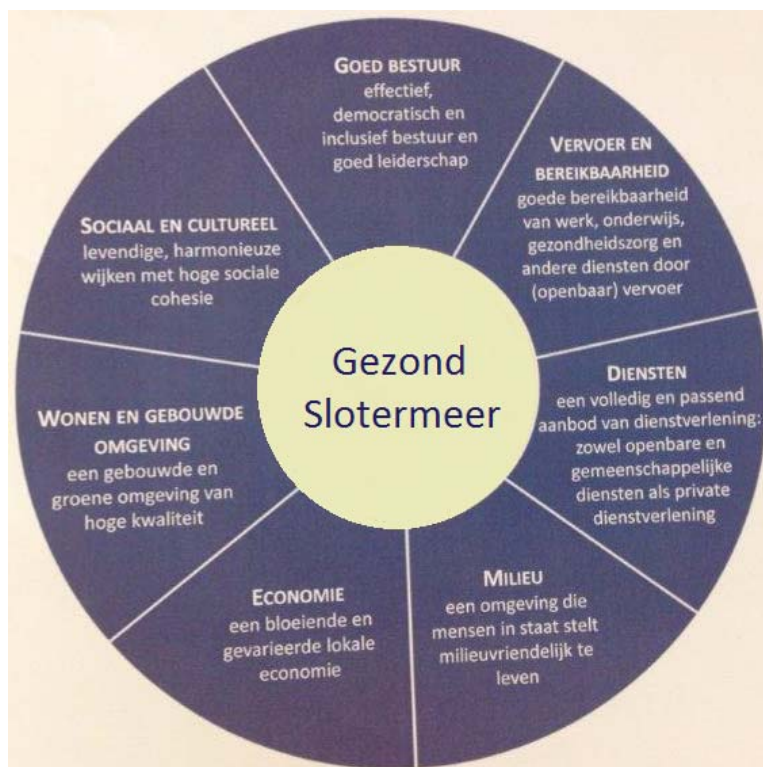 GOED BESTUUR
effectief,
democratisch en
inclusief bestuur en
goed leiderschap
VERVOER EN
BEREIKBAARHEID
goede bereikbaarheid
van werk, onderwijs,
gezondheidszorg en
andere diensten door
(openbaar) vervoer
DIENSTEN
een volledig en passend
aanbod van dienstverlening:
zowel openbare en
gemeenschappelijke
diensten als private
dienstverlening
MILIEU
een omgeving die
mensen in staat stelt
milieuvriendelijk te
leven
ECONOMIE
een bloeiende en
gevarieerde lokale
economie
WONEN EN GEBOUWDE
OMGEVING
een gebouwde en
groene omgeving van
hoge kwaliteit
SOCIAAL EN CULTUREEL
levendige, harmonieuze
wijken met hoge sociale
cohesie
Gezond
Slotermeer